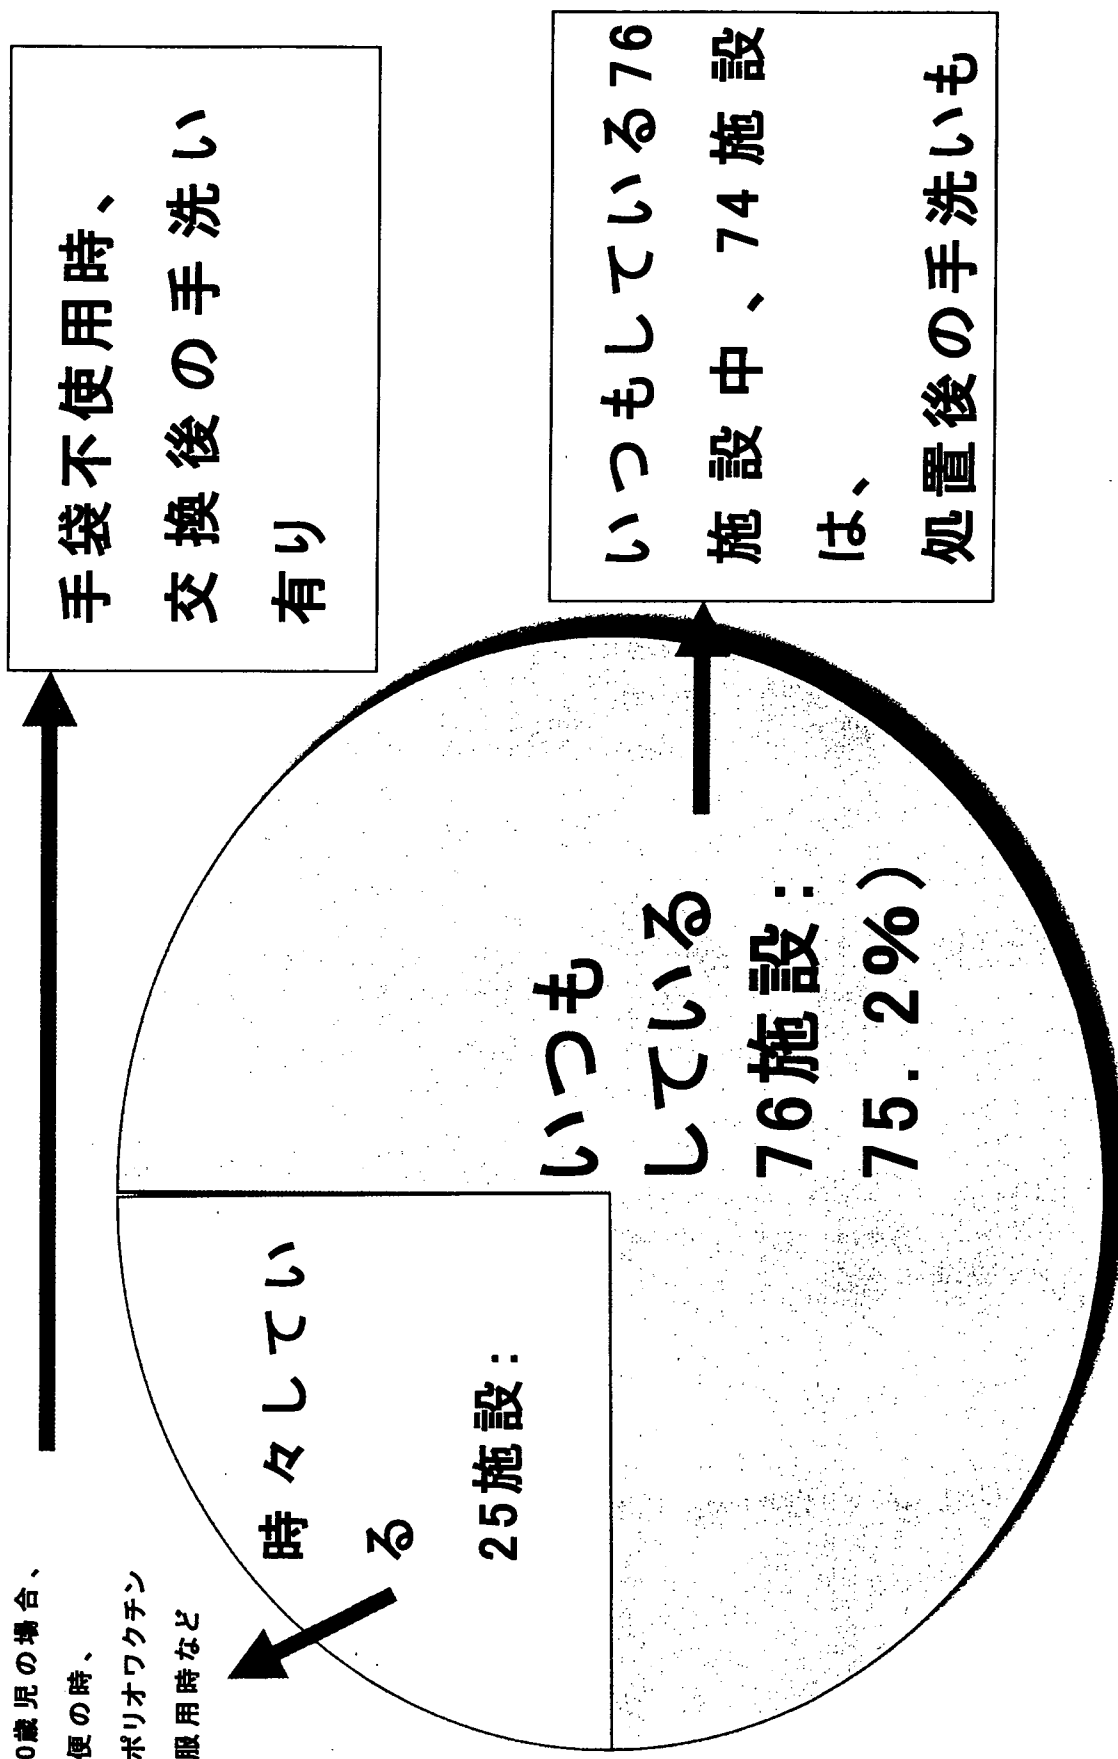 0歳児の場合、
便の時、
ポリオワクチン
服用時など
手袋不使用時、
交換後の手洗い
有り
時々してい
る
25施設:
いつも
している
76施設:
75. 2%)
いつもしている76
施設中、74施設
は、
処置後の手洗いも